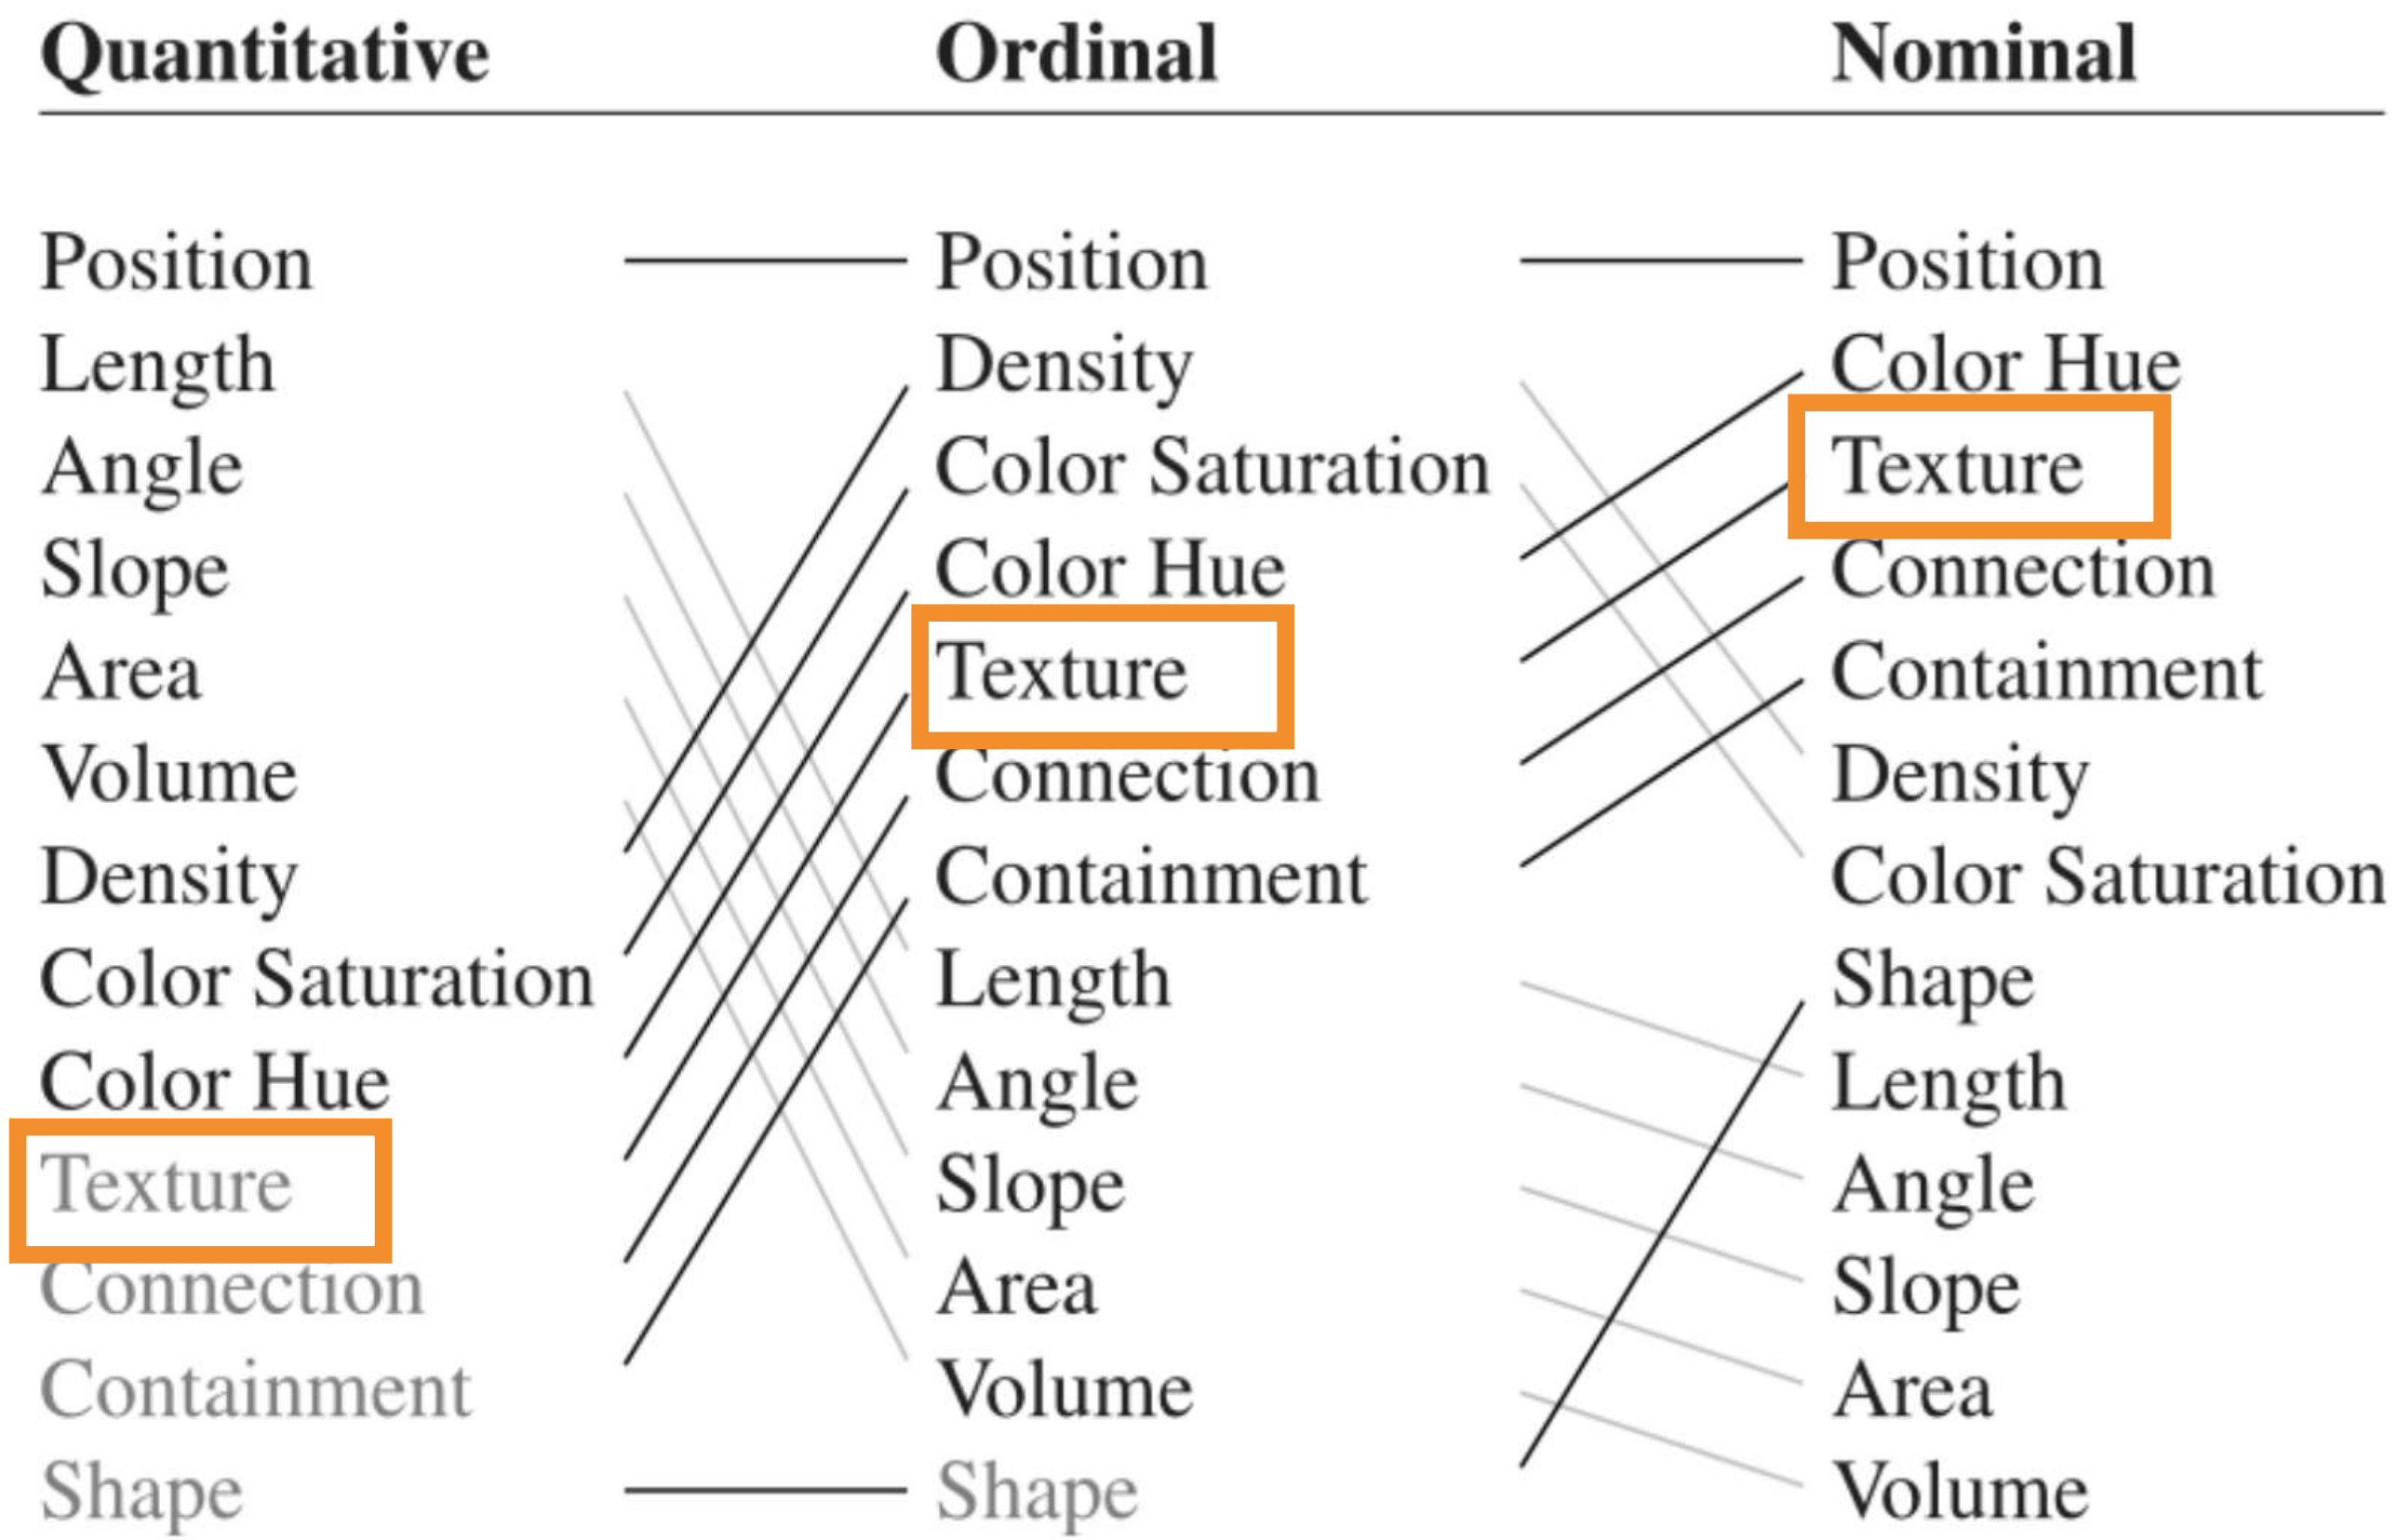 Quantitative Ordinal Nominal
Position Position Position
Length Density Color Hue
Angle Color Saturation Texture
Slope Color Hue Connection
Area Texture Containment
Volume Connection Density
Density Containment Color Saturation
Color Saturation Length Shape
Color Hue Angle Length
Texture Slope Angle
Connection Area Slope
Containment Volume Area
Shape Shape Volume